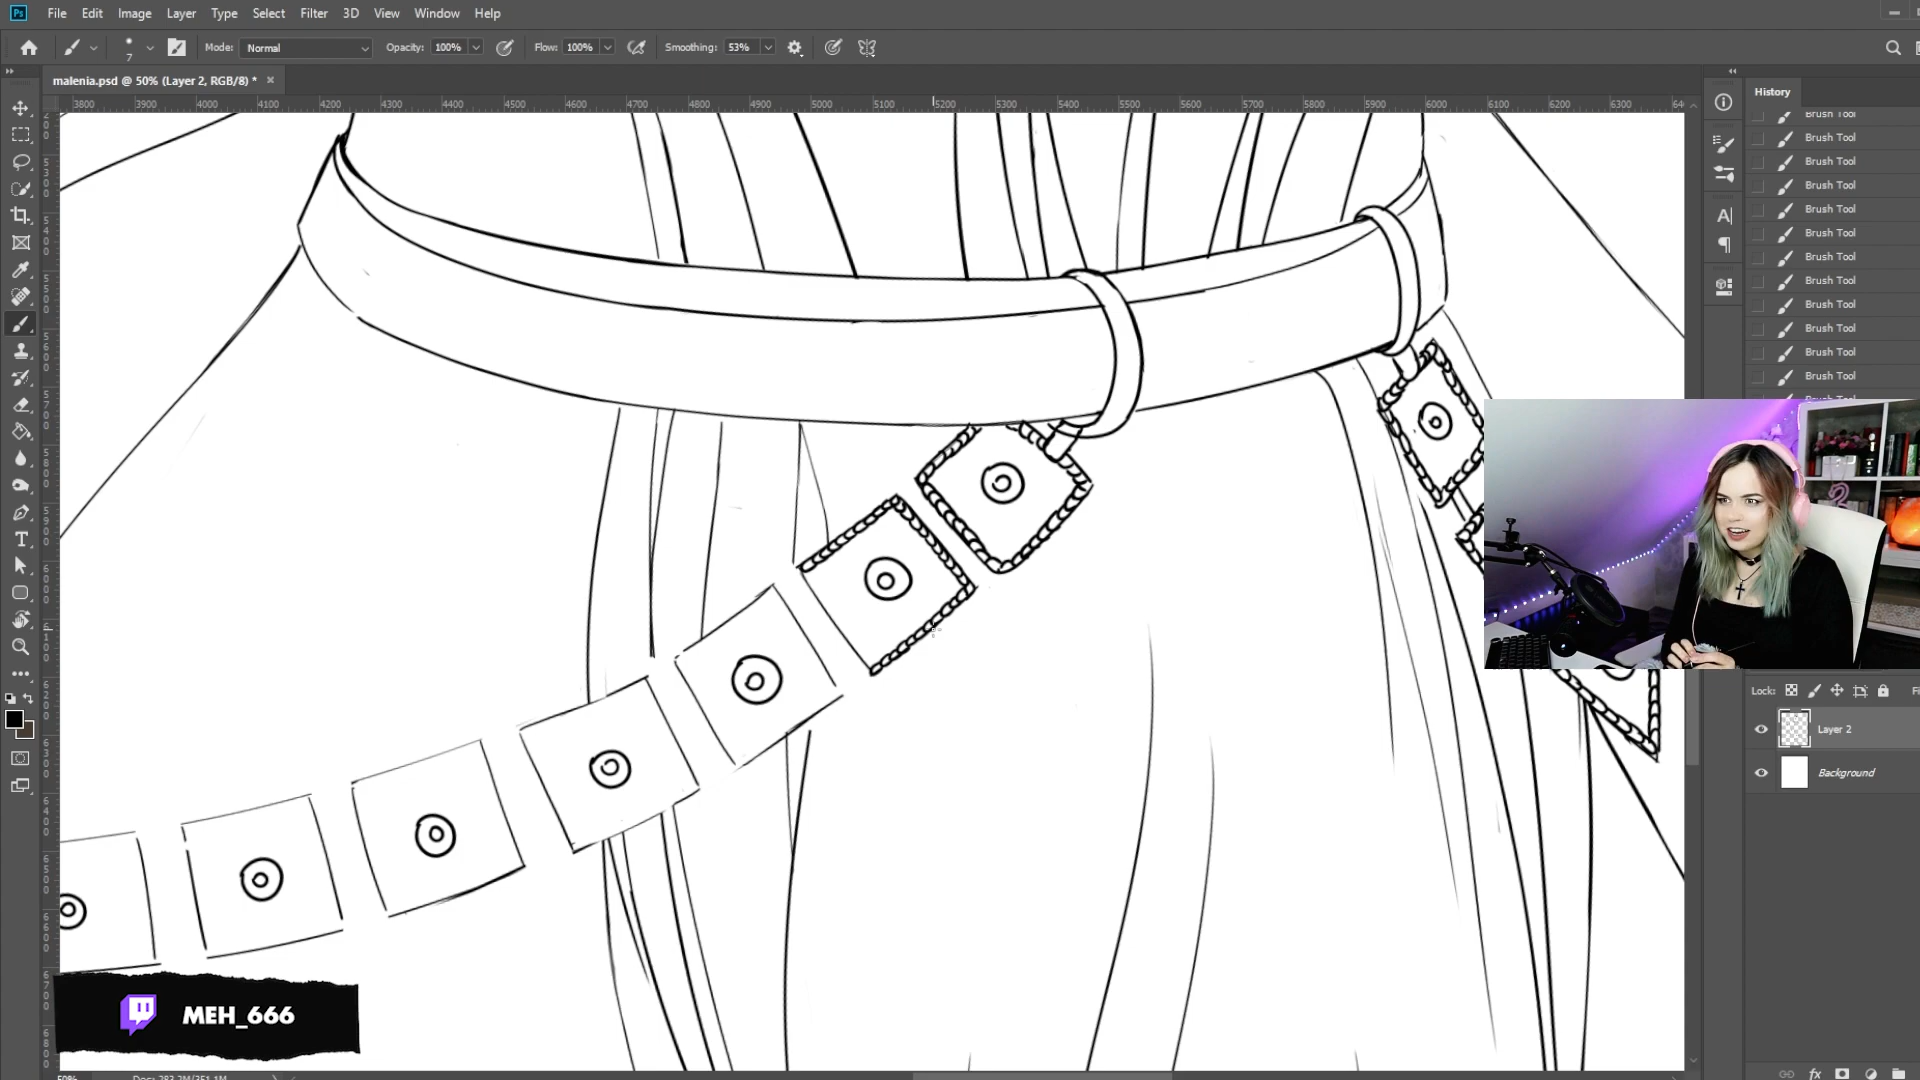 Ps File Edit Image Layer Type Select Filter 3D View Window Help
7 Mode: Normal Opacity: 100% Flow: 100% Smoothing: 53%
malenia.psd @ 50% (Layer 2, RGB/8) *
3800 3900 4000 4100 4200 4300 4400 4500 4600 4700 4800 4900 5000 5100 5200 5300 5400 5500 5600 5700 5800 5900 6000 6100 6200 6300
History
Brush Tool
Brush Tool
Brush Tool
Brush Tool
Brush Tool
Brush Tool
Brush Tool
Brush Tool
Brush Tool
Brush Tool
Brush Tool
Brush Tool
Lock:
Layer 2
Background
MEH_666
fx